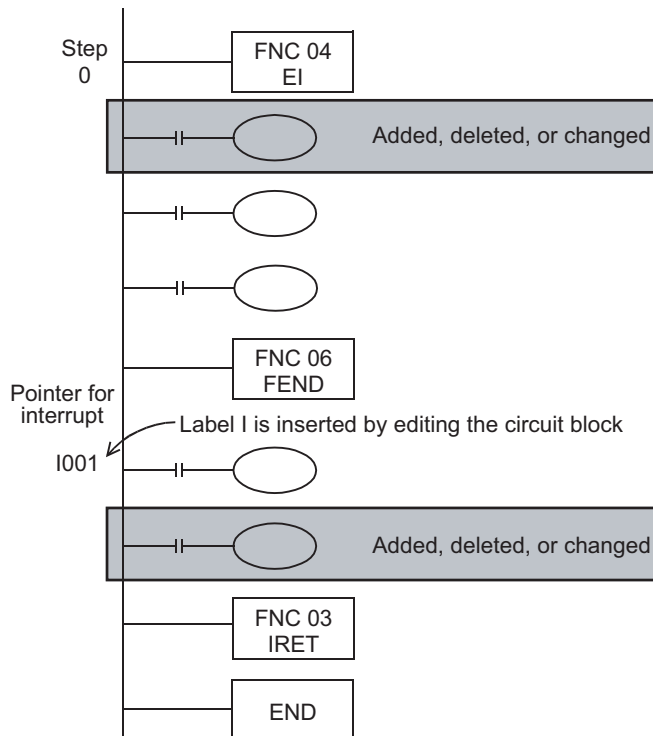 Step
0
FNC 04
EI
Added, deleted, or changed
FNC 06
FEND
Pointer for
interrupt
Label I is inserted by editing the circuit block
I001
Added, deleted, or changed
FNC 03
IRET
END